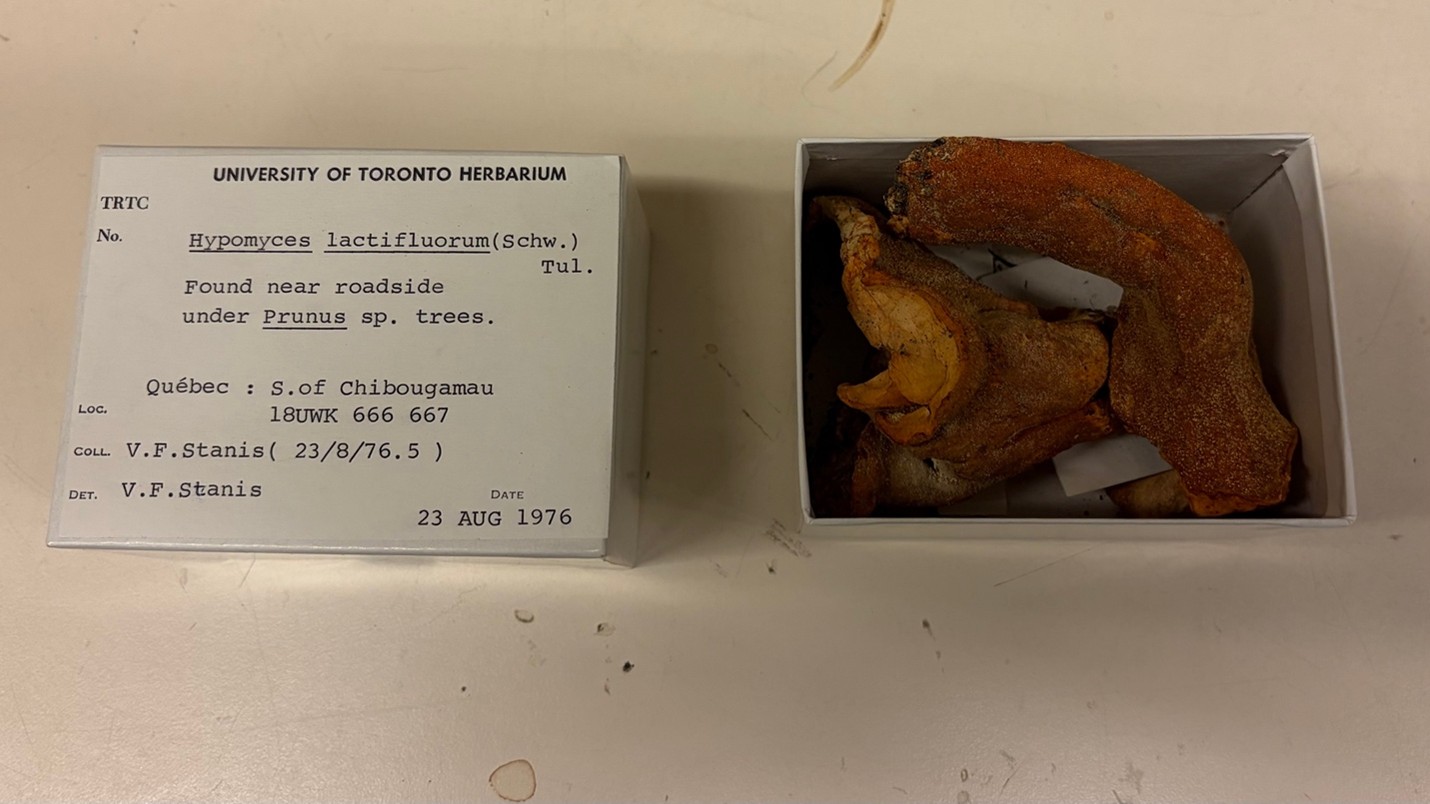 UNIVERSITY OF TORONTO HERBARIUM
TRTC
No.
Hypomyces lactifluorum(Schw.)
Tul.
Found near roadside
under Prunus sp. trees.
Québec : S.of Chibougamau
Loc.
18UWK 666 667
COLL. V.F.Stanis( 23/8/76.5 )
DET. V.F.Stanis
DATE
23 AUG 1976